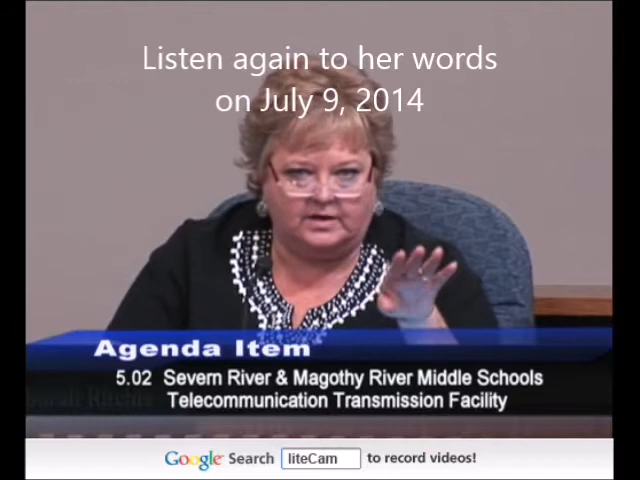 Listen again to her words
on July 9, 2014
Agenda Item
5.02 Severn River & Magothy River Middle Schools
Telecommunication Transmission Facility
Google Search liteCam to record videos!